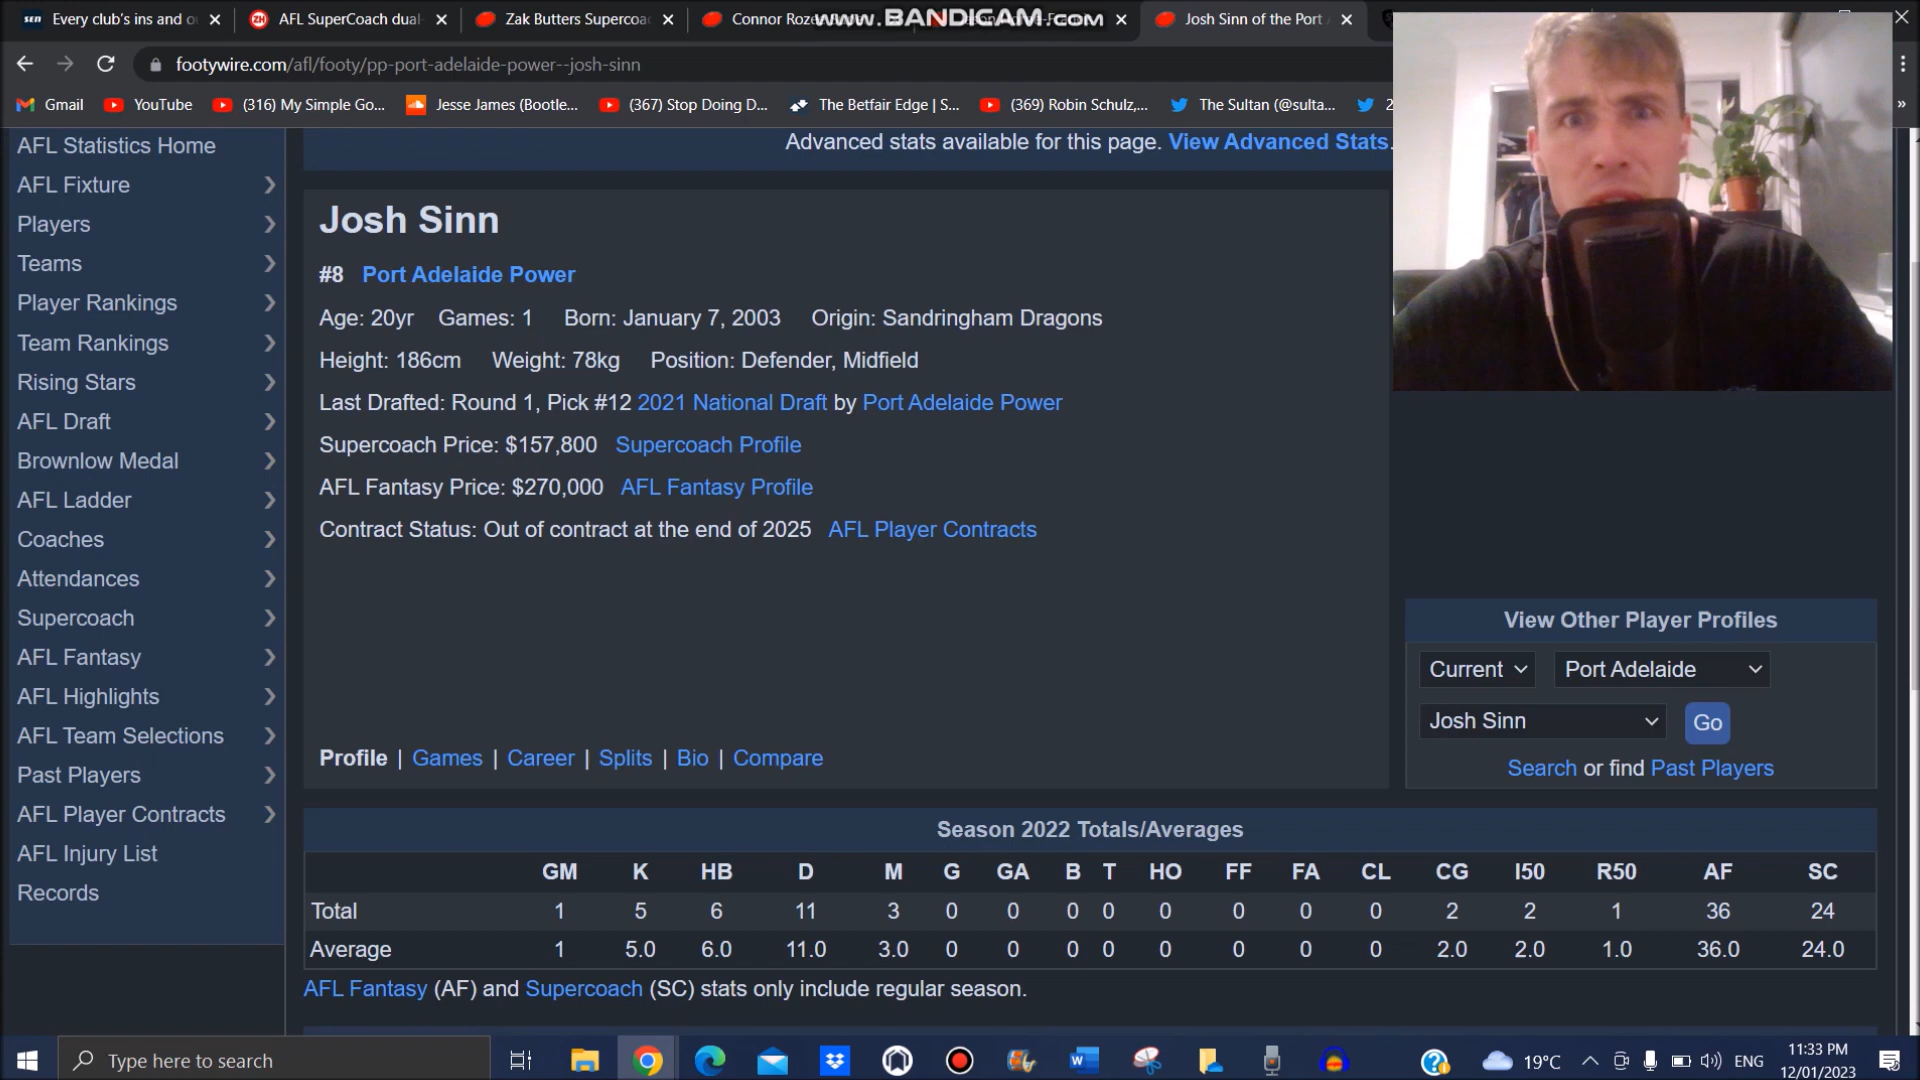 www.BANDICAM.com
SEN Every club's ins and o
ZH AFL SuperCoach dual
Zak Butters Supercoa
Connor Roze
Josh Sinn of the Port
footywire.com/afl/footy/pp-port-adelaide-power--josh-sinn
Gmail YouTube (316) My Simple Go... Jesse James (Bootle... (367) Stop Doing D... The Betfair Edge | S... (369) Robin Schulz,... The Sultan (@sulta... 2 »
AFL Statistics Home
AFL Fixture
Players
Teams
Player Rankings
Team Rankings
Rising Stars
AFL Draft
Brownlow Medal
AFL Ladder
Coaches
Attendances
Supercoach
AFL Fantasy
AFL Highlights
AFL Team Selections
Past Players
AFL Player Contracts
AFL Injury List
Records
Advanced stats available for this page. View Advanced Stats.
Josh Sinn
#8 Port Adelaide Power
Age: 20yr Games: 1 Born: January 7, 2003 Origin: Sandringham Dragons
Height: 186cm Weight: 78kg Position: Defender, Midfield
Last Drafted: Round 1, Pick #12 2021 National Draft by Port Adelaide Power
Supercoach Price: $157,800 Supercoach Profile
AFL Fantasy Price: $270,000 AFL Fantasy Profile
Contract Status: Out of contract at the end of 2025 AFL Player Contracts
Profile | Games | Career | Splits | Bio | Compare
View Other Player Profiles
Current Port Adelaide
Josh Sinn Go
Search or find Past Players
Season 2022 Totals/Averages
GM K HB D M G GA B T HO FF FA CL CG I50 R50 AF SC
Total 1 5 6 11 3 0 0 0 0 0 0 0 0 2 2 1 36 24
Average 1 5.0 6.0 11.0 3.0 0 0 0 0 0 0 0 0 2.0 2.0 1.0 36.0 24.0
AFL Fantasy (AF) and Supercoach (SC) stats only include regular season.
Type here to search
19°C
ENG
11:33 PM
12/01/2023